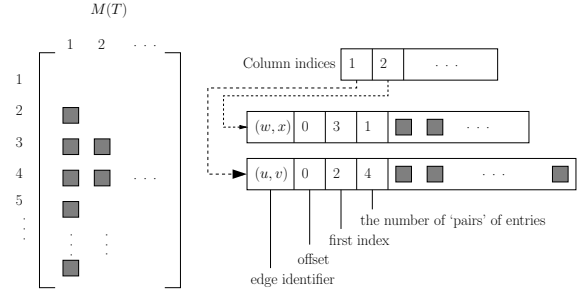 M(T)
1 2 . . .
Column indices 1 2 . . .
1
2
(w, x) 0 3 1 . . .
3
4 . . .
(u, v) 0 2 4 . . .
5
the number of ‘pairs’ of entries
first index
offset
edge identifier